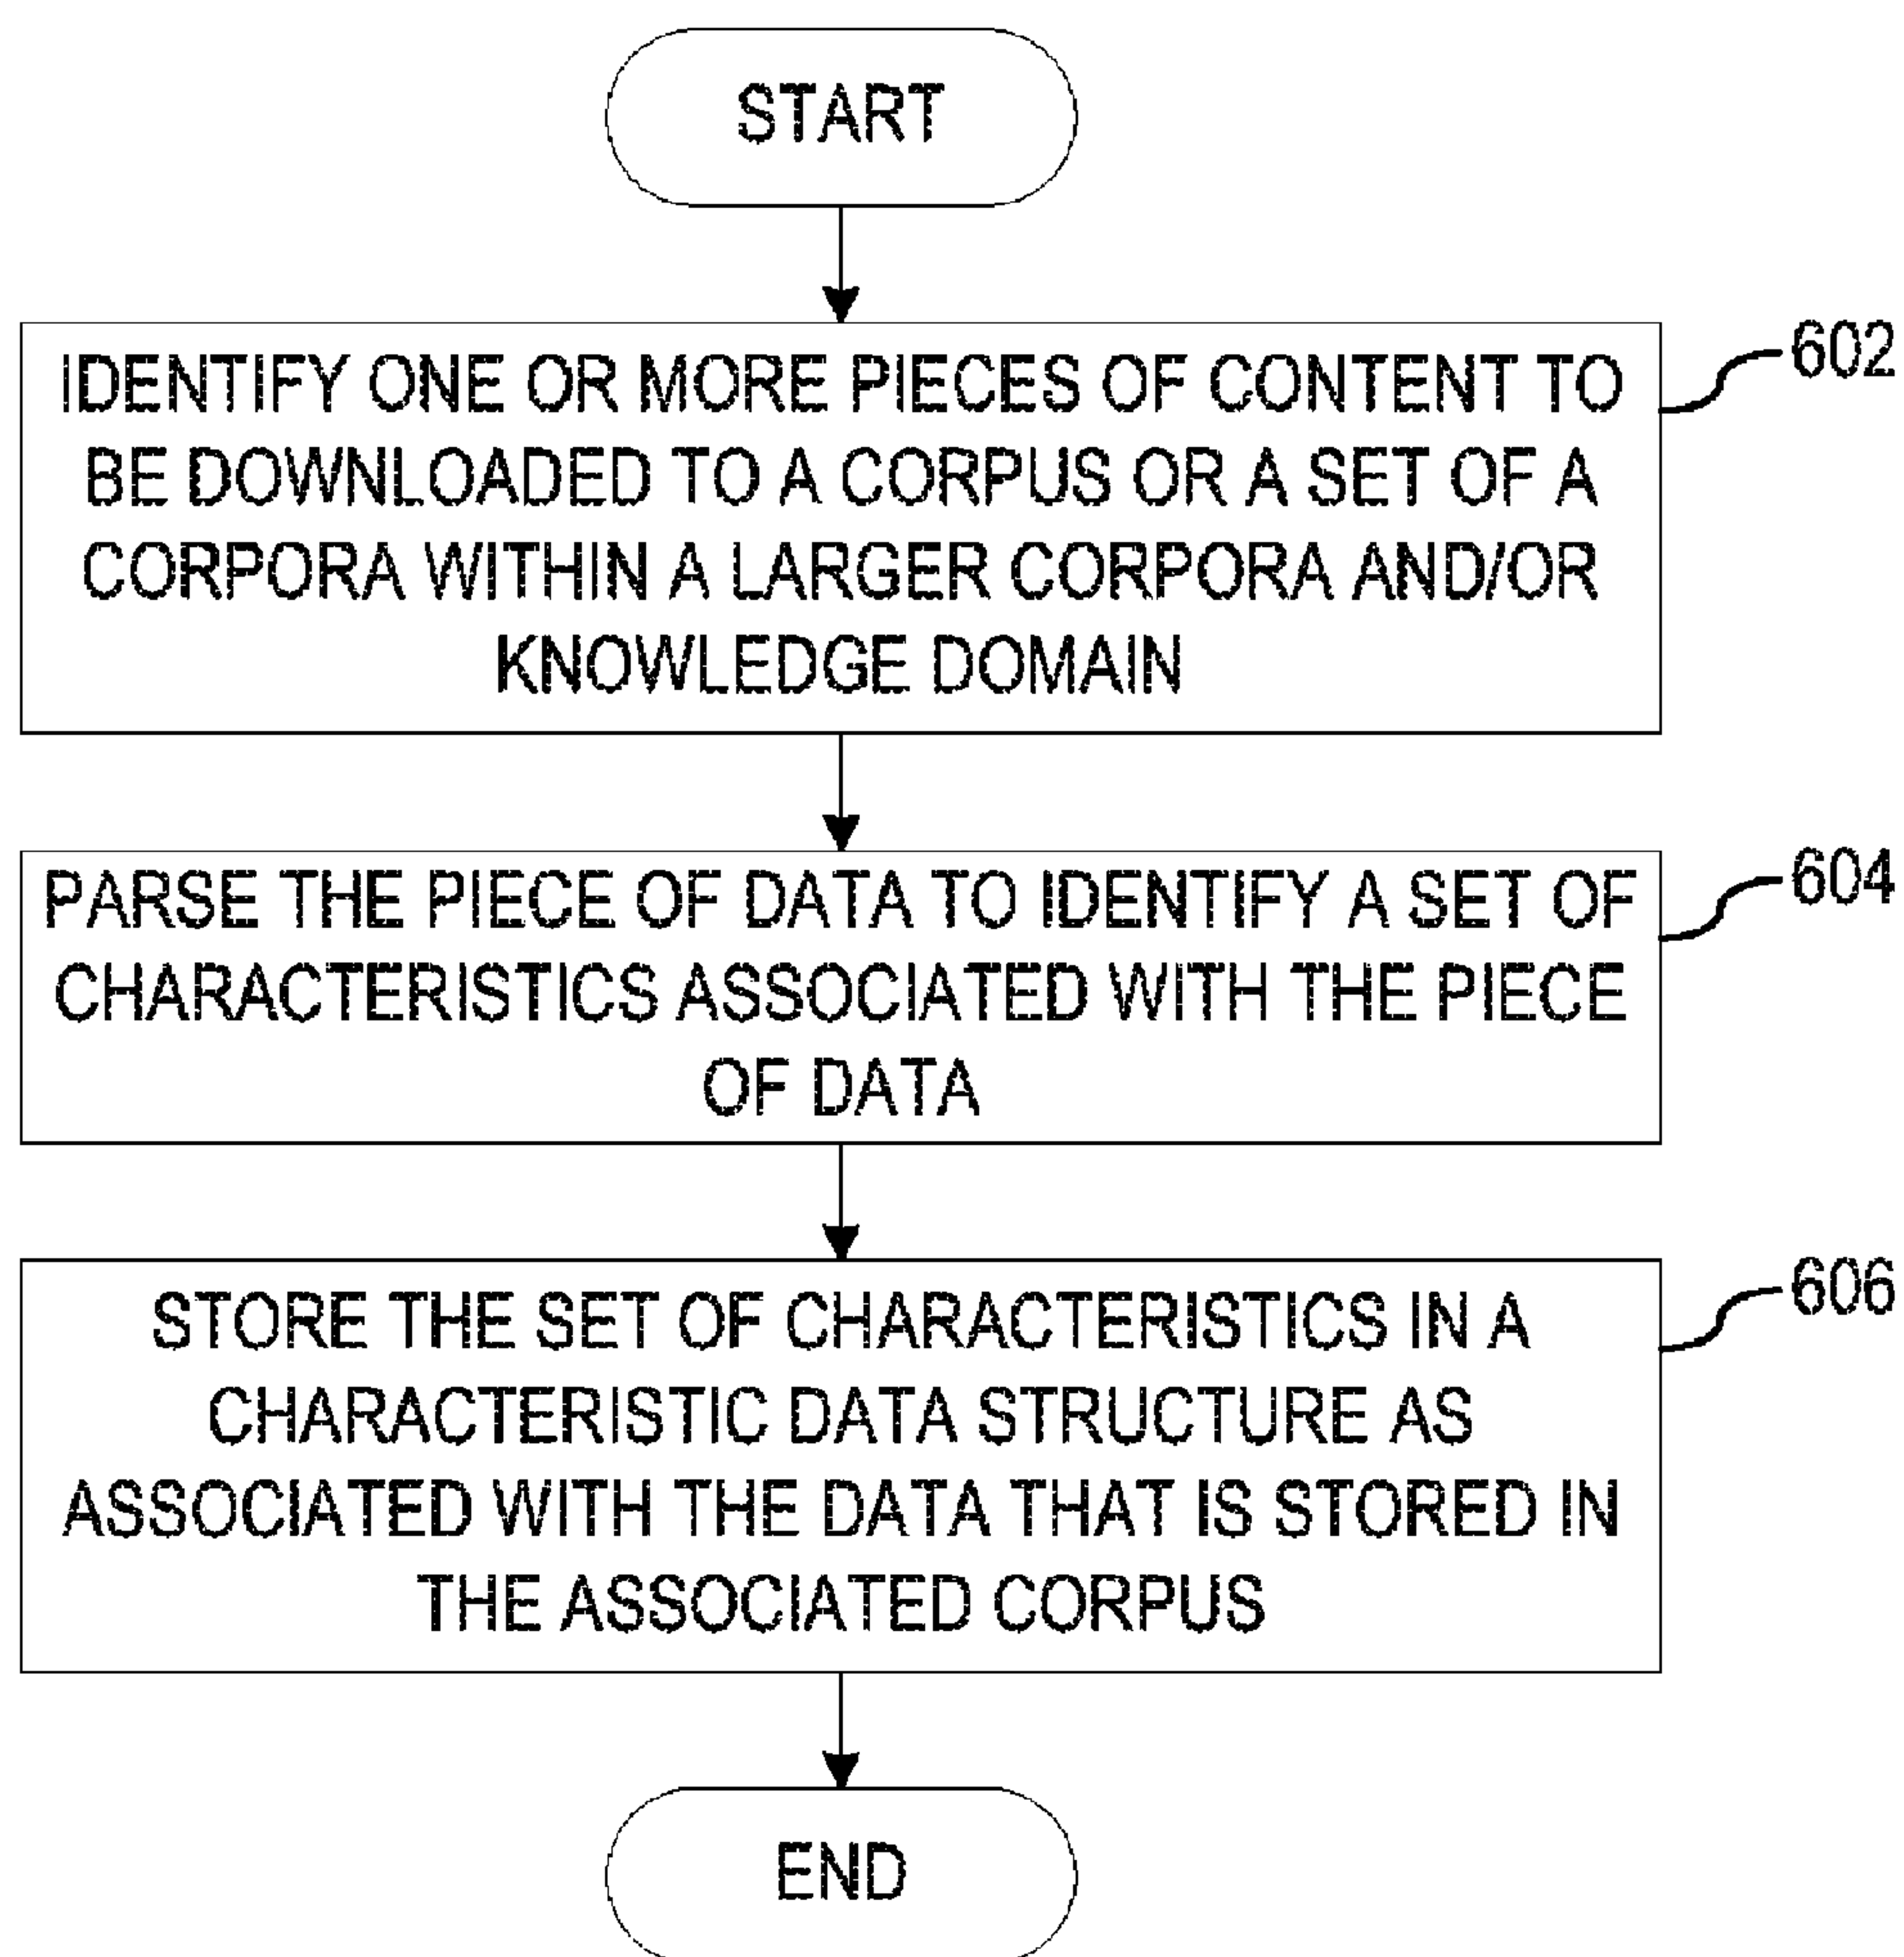 START
IDENTIFY ONE OR MORE PIECES OF CONTENT TO
BE DOWNLOADED TO A CORPUS OR A SET OF A
CORPORA WITHIN A LARGER CORPORA AND/OR
KNOWLEDGE DOMAIN
602
PARSE THE PIECE OF DATA TO IDENTIFY A SET OF
CHARACTERISTICS ASSOCIATED WITH THE PIECE
OF DATA
604
STORE THE SET OF CHARACTERISTICS IN A
CHARACTERISTIC DATA STRUCTURE AS
ASSOCIATED WITH THE DATA THAT IS STORED IN
THE ASSOCIATED CORPUS
606
END